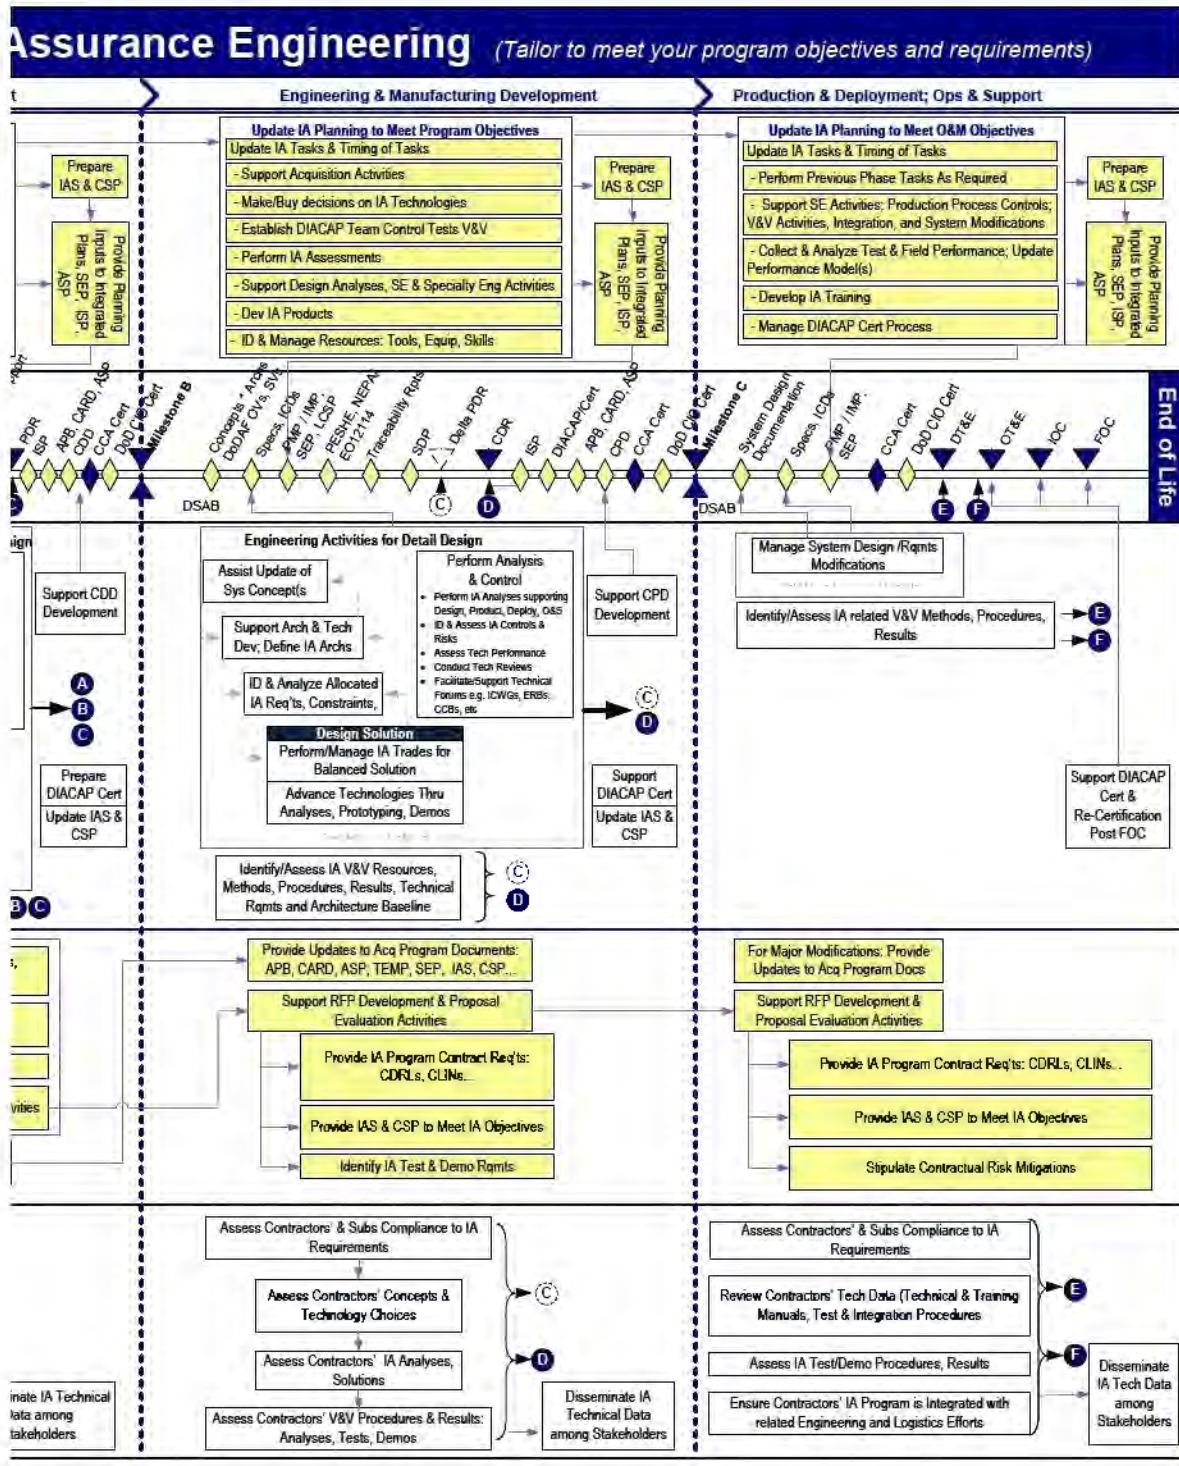 Assurance Engineering (Tailor to meet your program objectives and requirements)
t
Engineering & Manufacturing Development
Production & Deployment; Ops & Support
Prepare
IAS & CSP
Provide Planning
Inputs to Integrated
Plans, SEP, ISP,
ASP
Update IA Planning to Meet Program Objectives
Update IA Tasks & Timing of Tasks
- Support Acquisition Activities
- Make/Buy decisions on IA Technologies
- Establish DIACAP Team Control Tests V&V
- Perform IA Assessments
- Support Design Analyses, SE & Specialty Eng Activities
- Dev IA Products
- ID & Manage Resources: Tools, Equip, Skills
Prepare
IAS & CSP
Provide Planning
Inputs to Integrated
Plans, SEP, ISP,
ASP
Update IA Planning to Meet O&M Objectives
Update IA Tasks & Timing of Tasks
- Perform Previous Phase Tasks As Required
- Support SE Activities: Production Process Controls;
V&V Activities, Integration, and System Modifications
- Collect & Analyze Test & Field Performance; Update
Performance Model(s)
- Develop IA Training
- Manage DIACAP Cert Process
Prepare
IAS & CSP
Provide Planning
Inputs to Integrated
Plans, SEP, ISP,
ASP
PDR
ISP
APB, CARD, ASP
CDD
CCA Cert
DoD CIO Cert
Milestone B
Concepts * Archs
DoDAF OVs, SVs
Specs, ICDs
PMP / IMP,
SEP, LCSP
PESHE, NEPA/
EO12114
Traceability Rpts
SDP
Delta PDR
CDR
ISP
DIACAP/Cert
APB, CARD, ASP
CPD
CCA Cert
DoD CIO Cert
Milestone C
System Design
Documentation
Specs, ICDs
PMP / IMP,
SEP
CCA Cert
DoD CIO Cert
DT&E
OT&E
IOC
FOC
End of Life
C
DSAB
C
D
DSAB
E
F
sign
Support CDD
Development
A
B
C
Prepare
DIACAP Cert
Update IAS &
CSP
B C
Engineering Activities for Detail Design
Assist Update of
Sys Concept(s
Support Arch & Tech
Dev; Define IA Archs
ID & Analyze Allocated
IA Req'ts, Constraints,
Perform Analysis
& Control
• Perform IA Analyses supporting
Design, Product, Deploy, O&S
• ID & Assess IA Controls &
Risks
• Assess Tech Performance
• Conduct Tech Reviews
• Facilitate/Support Technical
Forums e.g. ICWGs, ERBs,
CCBs, etc
Design Solution
Perform/Manage IA Trades for
Balanced Solution
Advance Technologies Thru
Analyses, Prototyping, Demos
Support CPD
Development
C
D
Support
DIACAP Cert
Update IAS &
CSP
Identify/Assess IA V&V Resources,
Methods, Procedures, Results, Technical
Rqmts and Architecture Baseline
C
D
Manage System Design /Rqmts
Modifications
Identify/Assess IA related V&V Methods, Procedures,
Results
E
F
Support DIACAP
Cert &
Re-Certification
Post FOC
s,
vities
Provide Updates to Acq Program Documents:
APB, CARD, ASP, TEMP, SEP, IAS, CSP...
Support RFP Development & Proposal
Evaluation Activities
Provide IA Program Contract Req'ts:
CDRLs, CLINs...
Provide IAS & CSP to Meet IA Objectives
Identify IA Test & Demo Rqmts
For Major Modifications: Provide
Updates to Acq Program Docs
Support RFP Development &
Proposal Evaluation Activities
Provide IA Program Contract Req'ts: CDRLs, CLINs...
Provide IAS & CSP to Meet IA Objectives
Stipulate Contractual Risk Mitigations
inate IA Technical
Data among
takeholders
Assess Contractors' & Subs Compliance to IA
Requirements
Assess Contractors' Concepts &
Technology Choices
Assess Contractors' IA Analyses,
Solutions
Assess Contractors' V&V Procedures & Results:
Analyses, Tests, Demos
C
D
Disseminate IA
Technical Data
among Stakeholders
Assess Contractors' & Subs Compliance to IA
Requirements
Review Contractors' Tech Data (Technical & Training
Manuals, Test & Integration Procedures
Assess IA Test/Demo Procedures, Results
Ensure Contractors' IA Program is Integrated with
related Engineering and Logistics Efforts
E
F
Disseminate
IA Tech Data
among
Stakeholders